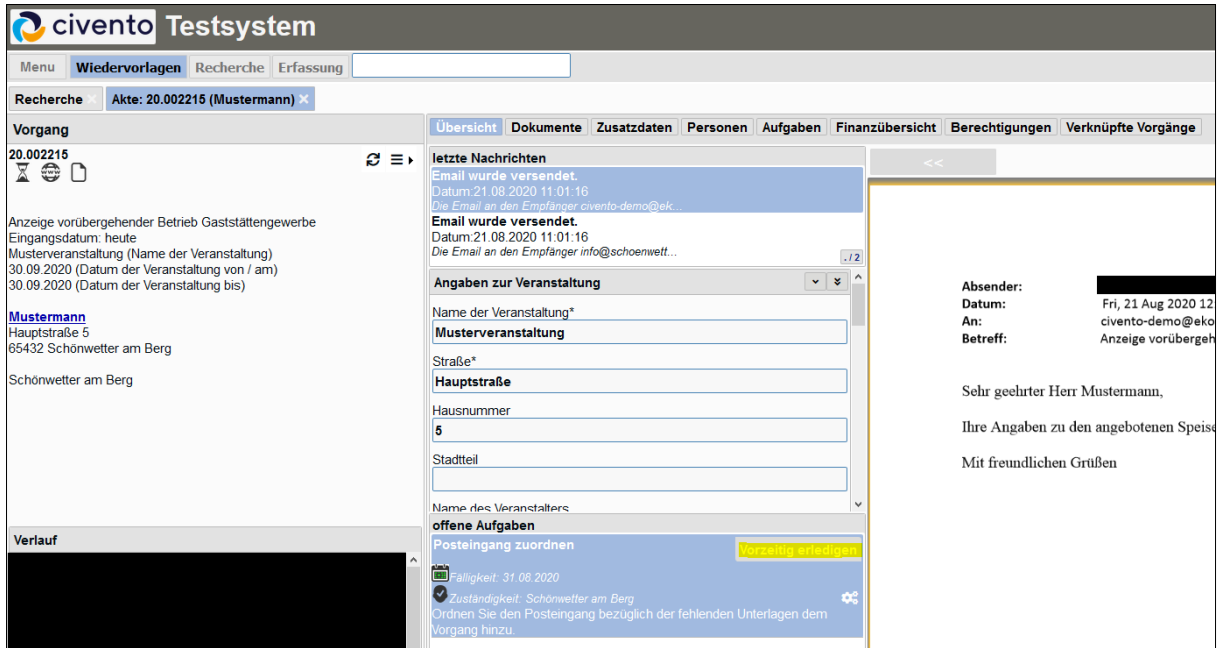 civento Testsystem
Menu Wiedervorlagen Recherche Erfassung
Recherche Akte: 20.002215 (Mustermann)
Vorgang
20.002215
Anzeige vorübergehender Betrieb Gaststättengewerbe
Eingangsdatum: heute
Musterveranstaltung (Name der Veranstaltung)
30.09.2020 (Datum der Veranstaltung von / am)
30.09.2020 (Datum der Veranstaltung bis)
Mustermann
Hauptstraße 5
65432 Schönwetter am Berg
Schönwetter am Berg
Verlauf
Übersicht Dokumente Zusatzdaten Personen Aufgaben Finanzübersicht Berechtigungen Verknüpfte Vorgänge
letzte Nachrichten
Email wurde versendet.
Datum:21.08.2020 11:01:16
Die Email an den Empfänger civento-demo@ek...
Email wurde versendet.
Datum:21.08.2020 11:01:16
Die Email an den Empfänger info@schoenwett...
./2
Angaben zur Veranstaltung
Name der Veranstaltung*
Musterveranstaltung
Straße*
Hauptstraße
Hausnummer
5
Stadtteil
Name des Veranstalters
offene Aufgaben
Posteingang zuordnen Vorzeitig erledigen
Fälligkeit: 31.08.2020
Zuständigkeit: Schönwetter am Berg
Ordnen Sie den Posteingang bezüglich der fehlenden Unterlagen dem
Vorgang hinzu.
<<
Absender:
Datum: Fri, 21 Aug 2020 12
An: civento-demo@eko
Betreff: Anzeige vorübergeh
Sehr geehrter Herr Mustermann,
Ihre Angaben zu den angebotenen Speise
Mit freundlichen Grüßen